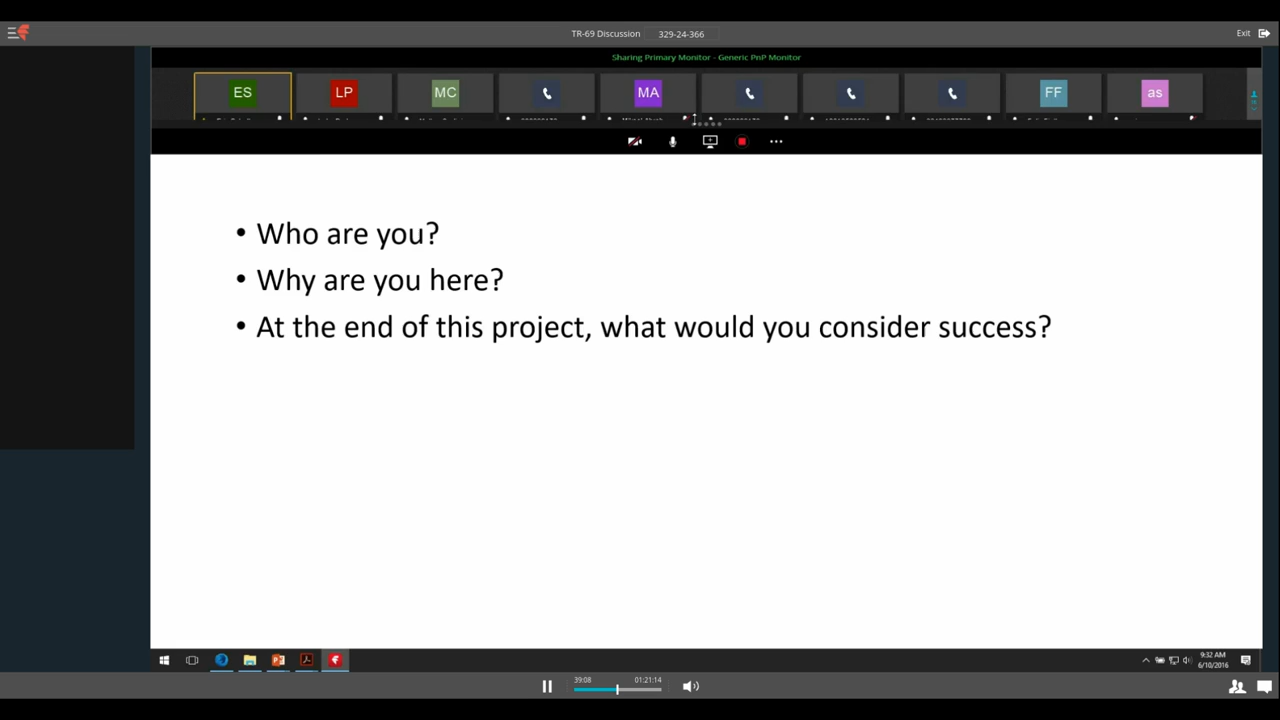 TR-69 Discussion 329-24-366 Exit
Sharing Primary Monitor - Generic PnP Monitor
ES LP MC MA FF as
• Who are you?
• Why are you here?
• At the end of this project, what would you consider success?
9:32 AM
6/10/2016
39:08 01:21:14